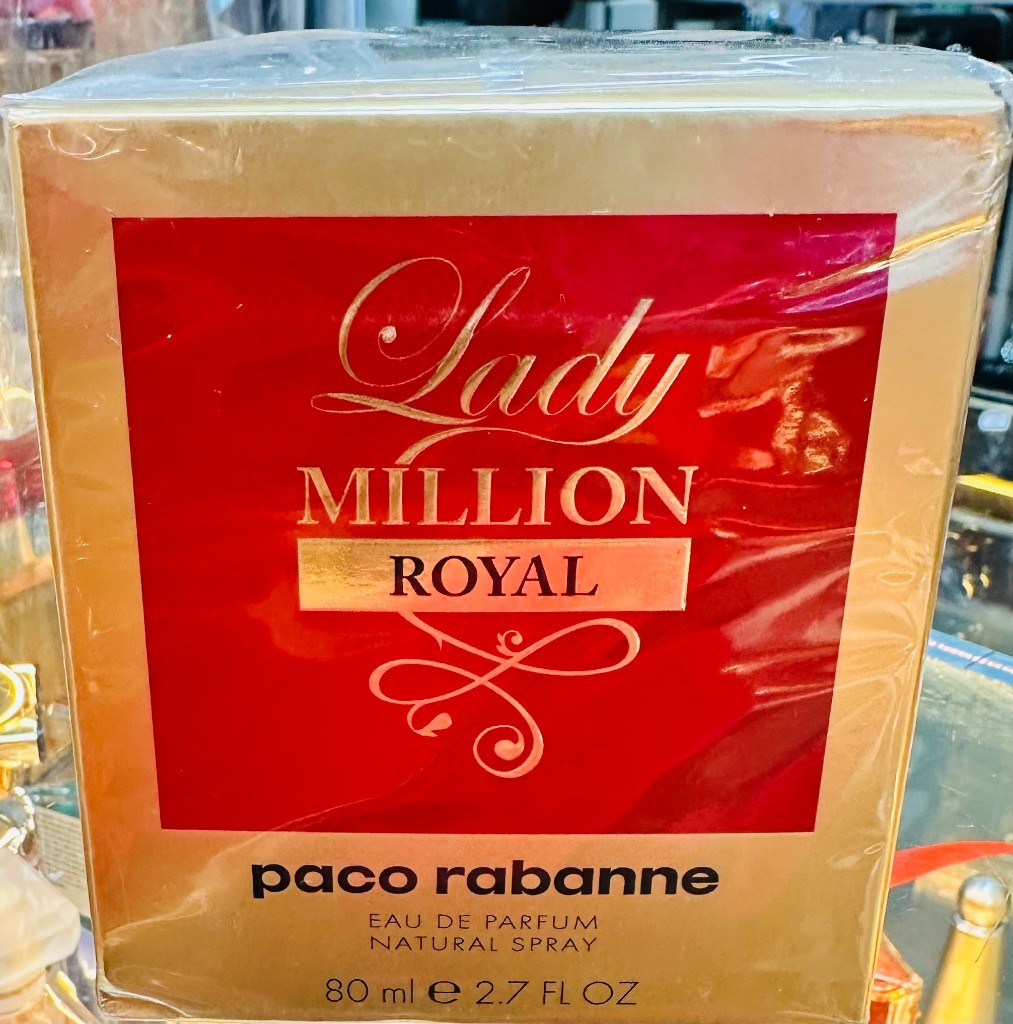 Lady
MILLION
ROYAL
paco rabanne
EAU DE PARFUM
NATURAL SPRAY
80 ml e 2.7 FL OZ